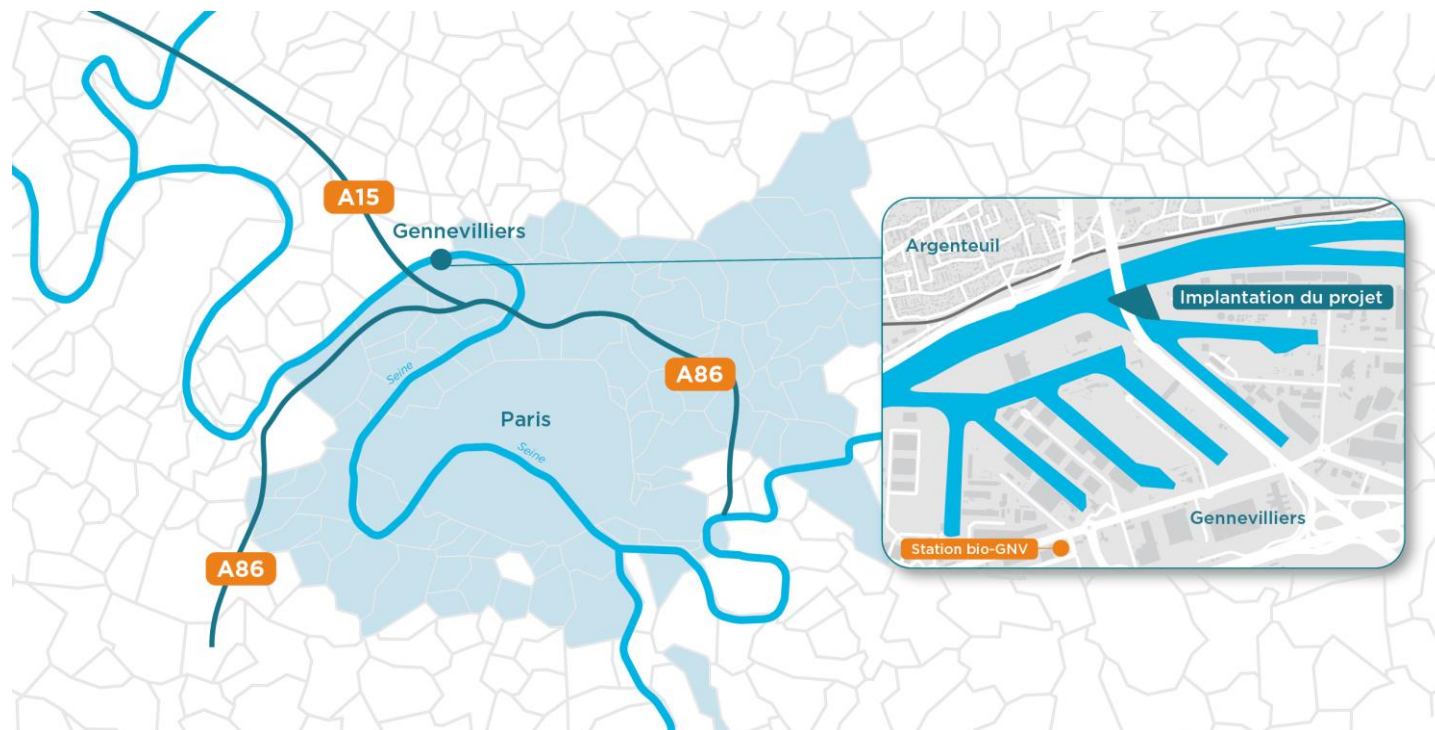 A15
Gennevilliers
Seine
A86
Paris
Seine
A86
Argenteuil
Implantation du projet
Gennevilliers
Station bio-GNV